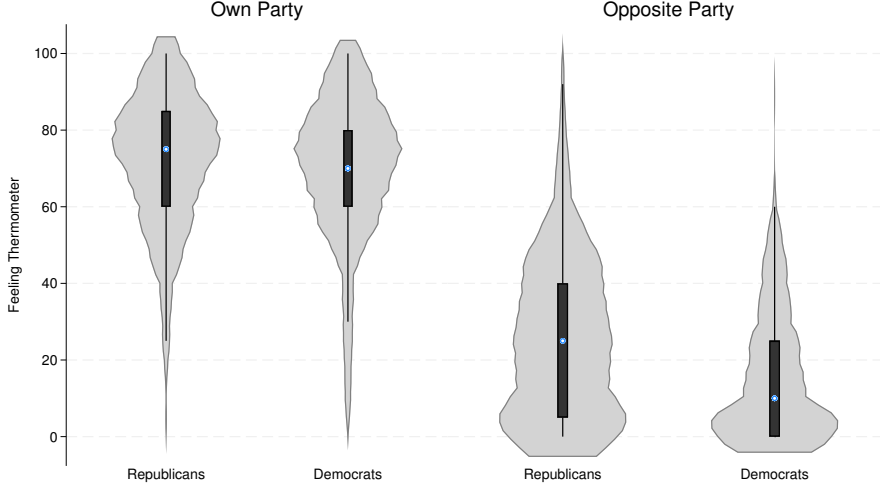 Own Party
Opposite Party
Feeling Thermometer
100
80
60
40
20
0
Republicans
Democrats
Republicans
Democrats